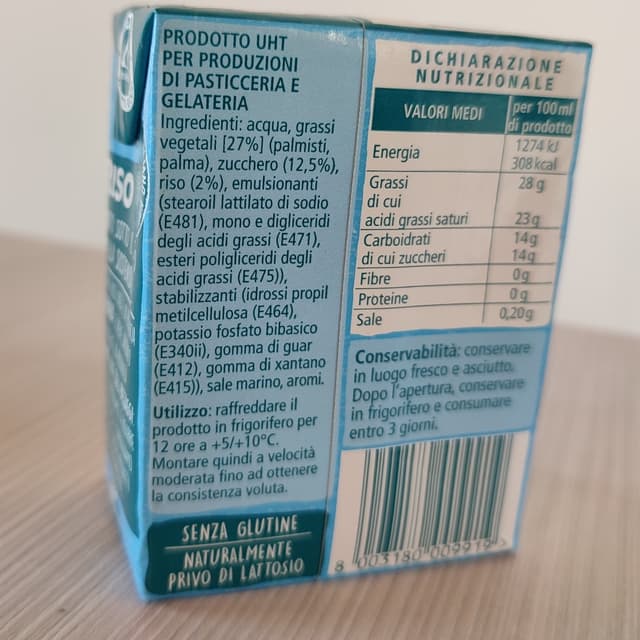 PRODOTTO UHT
PER PRODUZIONI
DI PASTICCERIA E
GELATERIA
Ingredienti: acqua, grassi
vegetali [27%] (palmisti,
palma), zucchero (12,5%),
riso (2%), emulsionanti
(stearoil lattilato di sodio
(E481), mono e digliceridi
degli acidi grassi (E471),
esteri poligliceridi degli
acidi grassi (E475)),
stabilizzanti (idrossi propil
metilcellulosa (E464),
potassio fosfato bibasico
(E340ii), gomma di guar
(E412), gomma di xantano
(E415)), sale marino, aromi.
Utilizzo: raffreddare il
prodotto in frigorifero per
12 ore a +5/+10°C.
Montare quindi a velocità
moderata fino ad ottenere
la consistenza voluta.
SENZA GLUTINE
NATURALMENTE
PRIVO DI LATTOSIO
DICHIARAZIONE
NUTRIZIONALE
VALORI MEDI per 100 ml
di prodotto
Energia 1274 kJ
308 kcal
Grassi 28 g
di cui
acidi grassi saturi 23 g
Carboidrati 14 g
di cui zuccheri 14 g
Fibre 0 g
Proteine 0 g
Sale 0,20 g
Conservabilità: conservare
in luogo fresco e asciutto.
Dopo l'apertura, conservare
in frigorifero e consumare
entro 3 giorni.
8 003180 009919 >